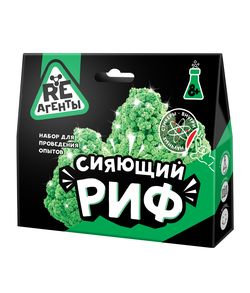 RE
АГЕНТЫ
8+
НАБОР ДЛЯ
ПРОВЕДЕНИЯ
ОПЫТОВ
СИЯЮЩИЙ
РИФ